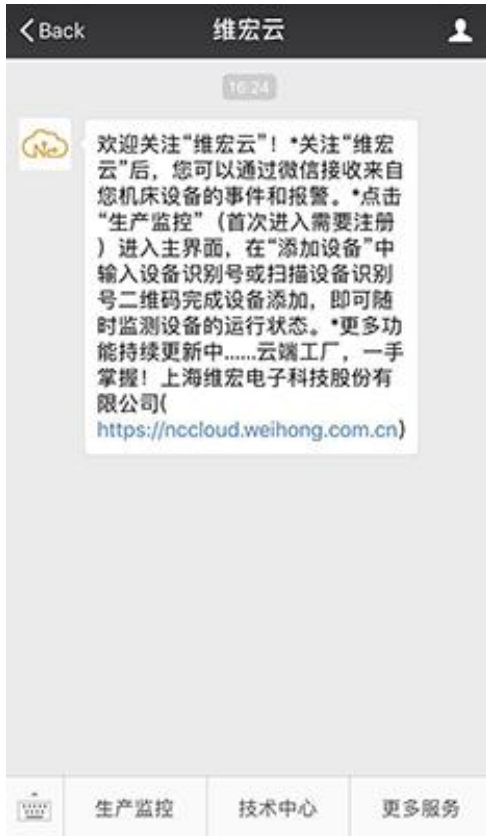 Back
维宏云
16:24
Nc
欢迎关注“维宏云”！*关注“维宏
云”后，您可以通过微信接收来自
您机床设备的事件和报警。*点击
“生产监控”（首次进入需要注册
）进入主界面，在“添加设备”中
输入设备识别号或扫描设备识别
号二维码完成设备添加，即可随
时监测设备的运行状态。*更多功
能持续更新中......云端工厂，一手
掌握！上海维宏电子科技股份有
限公司(
https://nccloud.weihong.com.cn)
生产监控
技术中心
更多服务